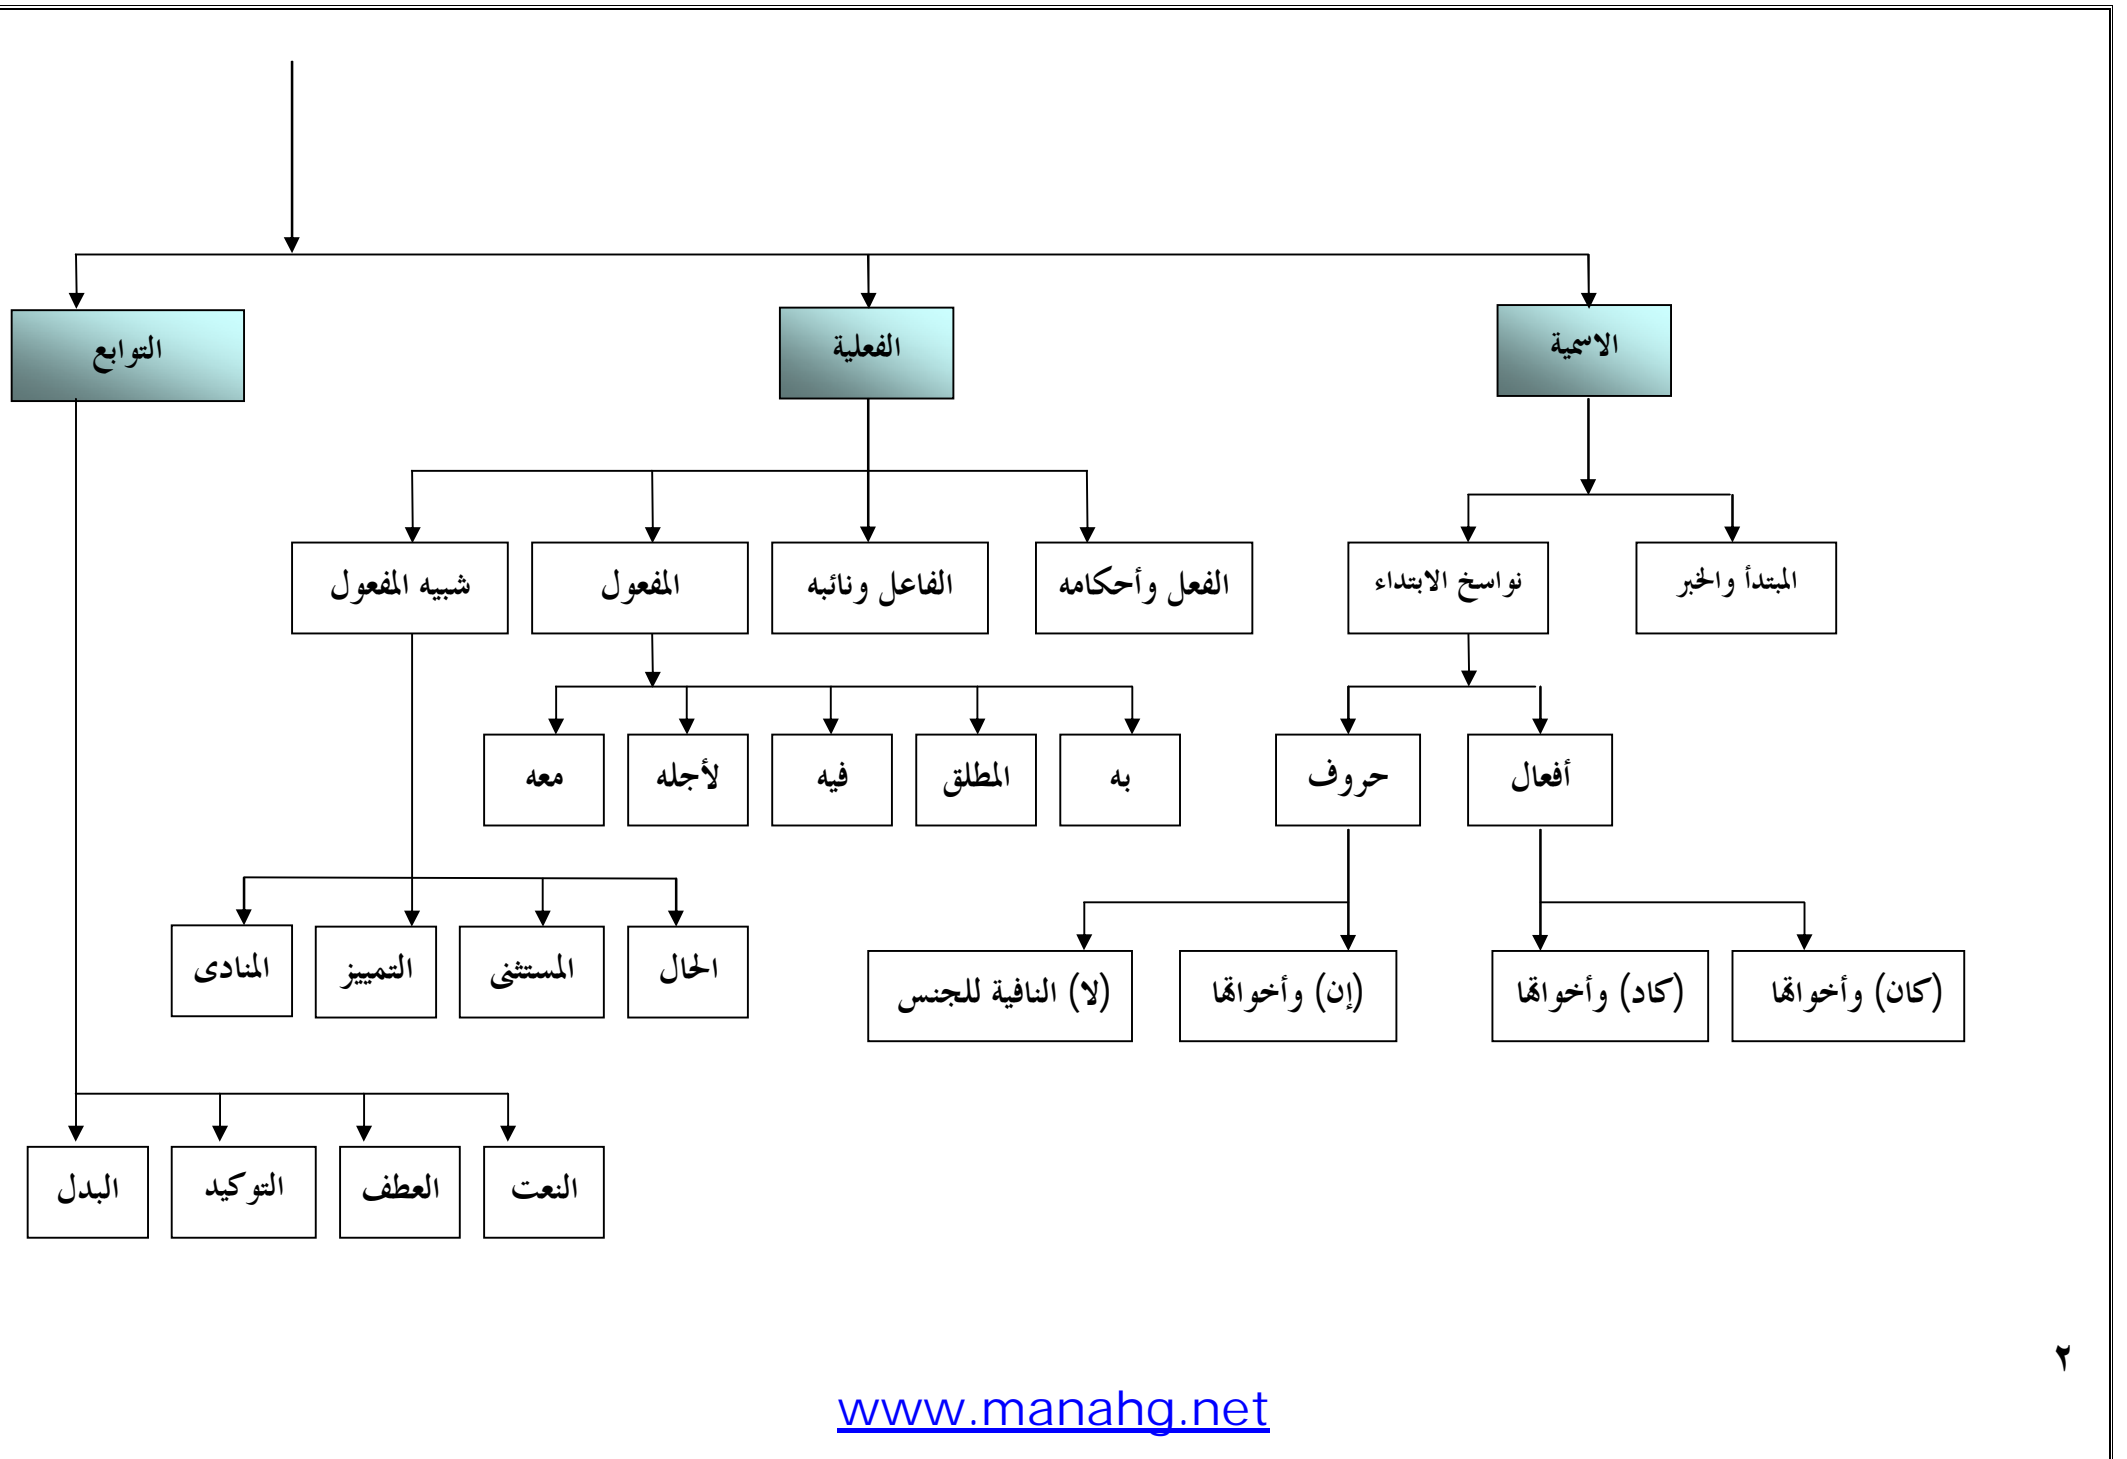 الاسمية
الفعلية
التوابع
المبتدأ والخبر
نواسخ الابتداء
الفعل وأحكامه
الفاعل ونائبه
المفعول
شبيه المفعول
أفعال
حروف
به
المطلق
فيه
لأجله
معه
(كان) وأخواتها
(كاد) وأخواتها
(إن) وأخواتها
(لا) النافية للجنس
الحال
المستثنى
التمييز
المنادى
النعت
العطف
التوكيد
البدل
٢
www.manahg.net